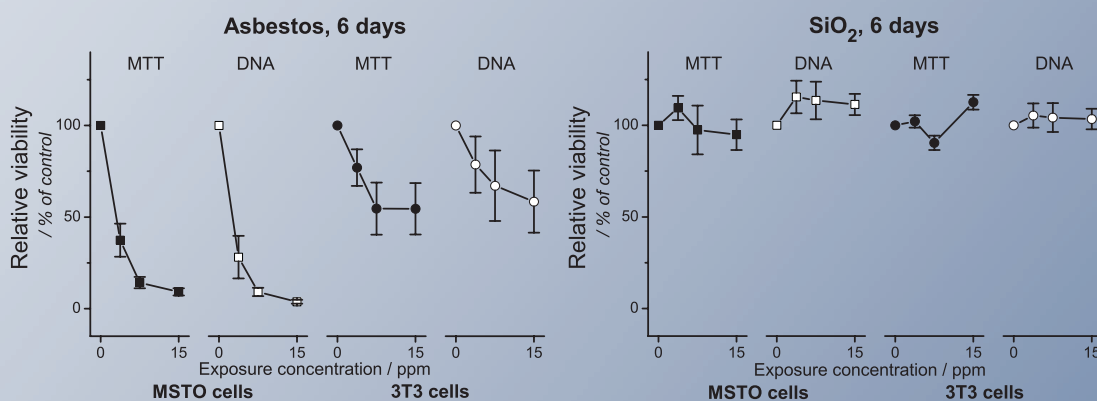 Asbestos, 6 days
MTT
DNA
MTT
DNA
Relative viability
/ % of control
100
50
0
0
15
0
15
0
15
0
15
Exposure concentration / ppm
MSTO cells
3T3 cells
SiO2, 6 days
MTT
DNA
MTT
DNA
Relative viability
/ % of control
100
50
0
0
15
0
15
0
15
0
15
Exposure concentration / ppm
MSTO cells
3T3 cells